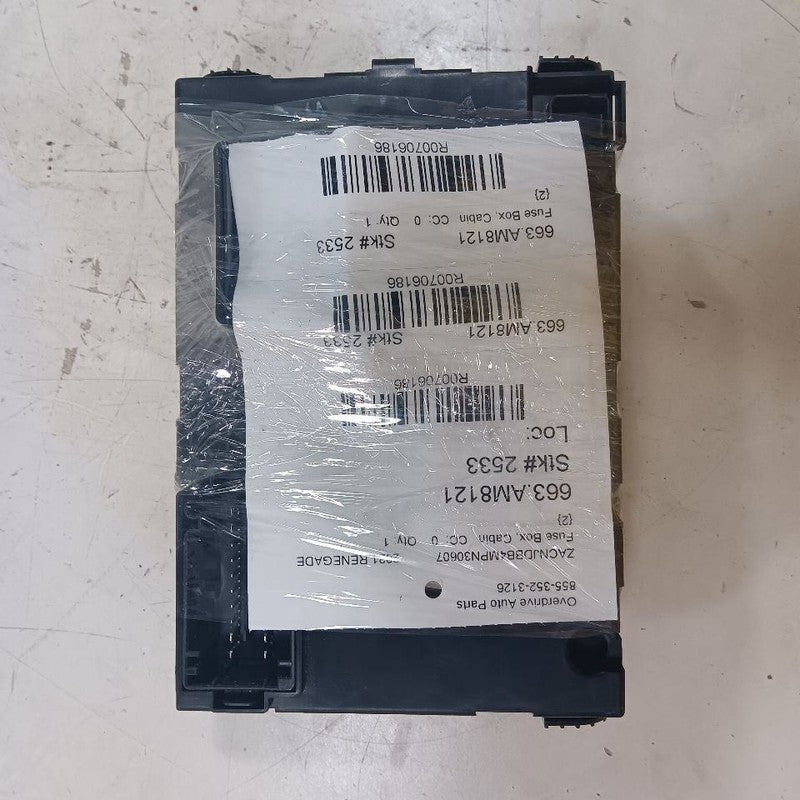 Overdrive Auto Parts
855-352-3126
ZACNJDBB4MPN30607 2021 RENEGADE
Fuse Box, Cabin CC: 0 Qty: 1
{2}
663.AM8121
Stk# 2533
Loc:
R00706186
663.AM8121 Stk# 2533
R00706186
663.AM8121 Stk# 2533
Fuse Box, Cabin CC: 0 Qty 1
{2}
R00706186